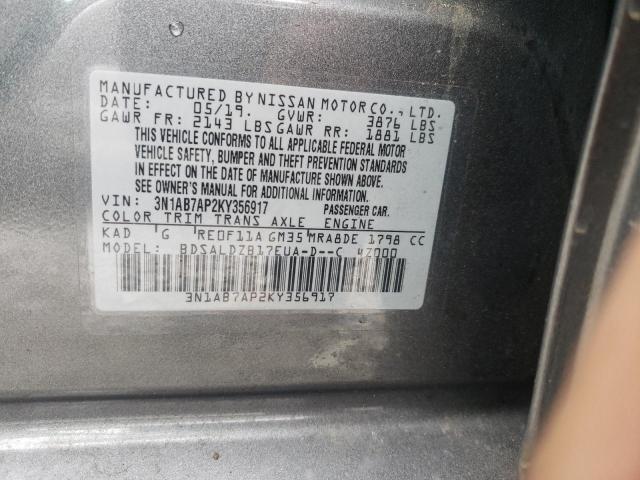 MANUFACTURED BY NISSAN MOTOR CO., LTD.
DATE: 05/19. GVWR: 3876 LBS
GAWR FR: 2143 LBS GAWR RR: 1881 LBS
THIS VEHICLE CONFORMS TO ALL APPLICABLE FEDERAL MOTOR
VEHICLE SAFETY, BUMPER AND THEFT PREVENTION STANDARDS
IN EFFECT ON THE DATE OF MANUFACTURE SHOWN ABOVE.
SEE OWNER'S MANUAL FOR ADDITIONAL INFORMATION.
VIN: 3N1AB7AP2KY356917 PASSENGER CAR.
COLOR TRIM TRANS AXLE ENGINE
KAD G RE0F11A GM35 MRA8DE 1798 CC
MODEL: BDSALDZB17EUA-D--C #Z000
3N1AB7AP2KY356917